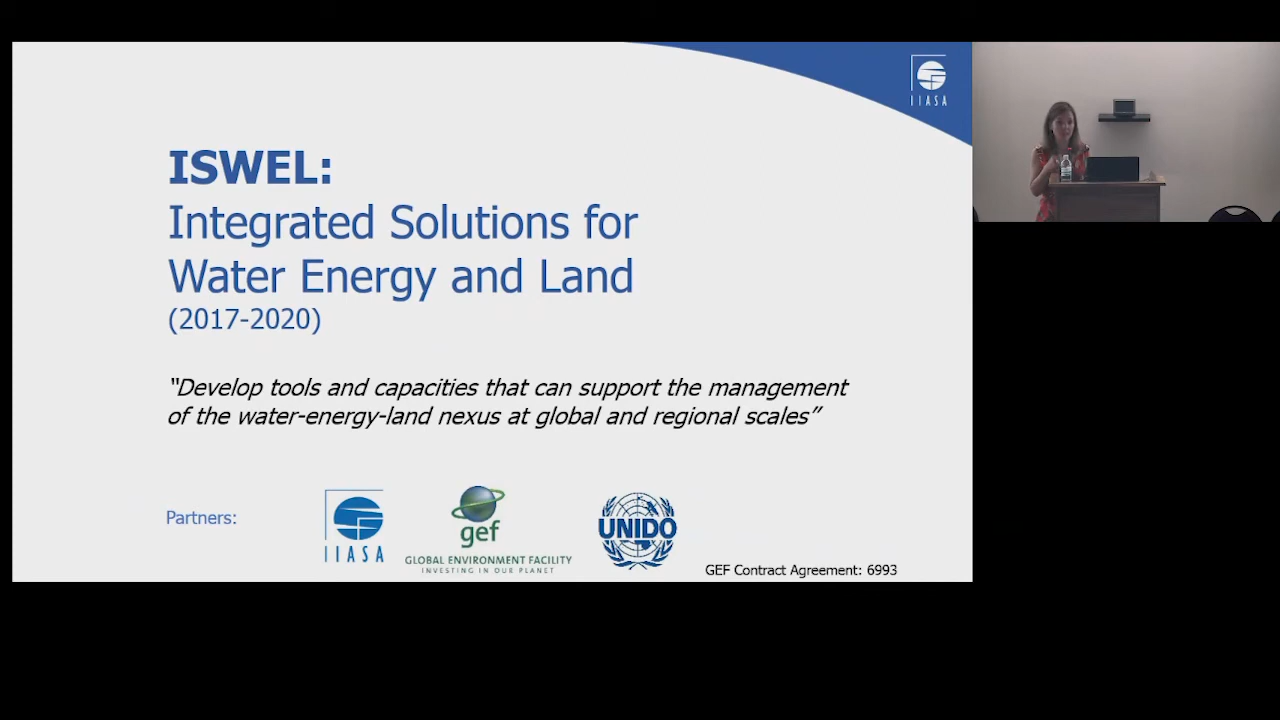 IIASA
ISWEL:
Integrated Solutions for
Water Energy and Land
(2017-2020)
“Develop tools and capacities that can support the management
of the water-energy-land nexus at global and regional scales”
Partners:
IIASA
gef
GLOBAL ENVIRONMENT FACILITY
INVESTING IN OUR PLANET
UNIDO
GEF Contract Agreement: 6993